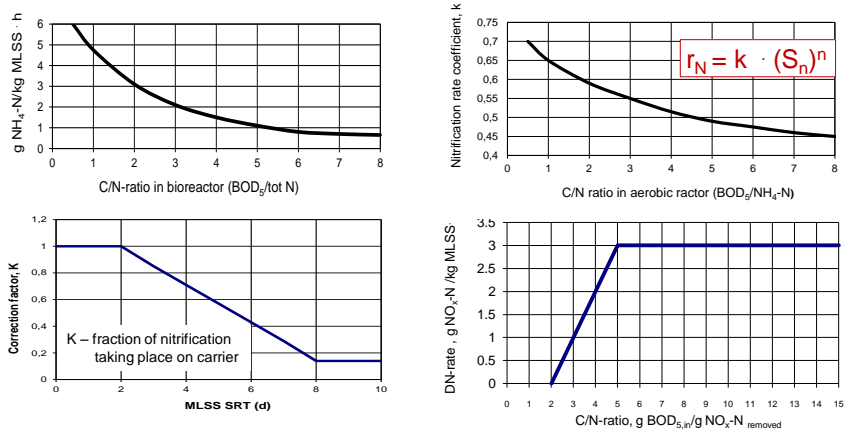 g NH₄-N/kg MLSS · h
6
5
4
3
2
1
0
0 1 2 3 4 5 6 7 8
C/N-ratio in bioreactor (BOD₅/tot N)
Nitrification rate coefficient, k
0,75
0,7
0,65
0,6
0,55
0,5
0,45
0,4
r_N = k · (S_n)ⁿ
0 1 2 3 4 5 6 7 8
C/N ratio in aerobic ractor (BOD₅/NH₄-N)
Correction factor, K
1,2
1
0,8
0,6
0,4
0,2
0
K – fraction of nitrification
taking place on carrier
0 2 4 6 8 10
MLSS SRT (d)
DN-rate , g NOₓ-N /kg MLSS·
3.5
3
2.5
2
1.5
1
0.5
0
0 1 2 3 4 5 6 7 8 9 10 11 12 13 14 15
C/N-ratio, g BOD₅,in/g NOₓ-N removed